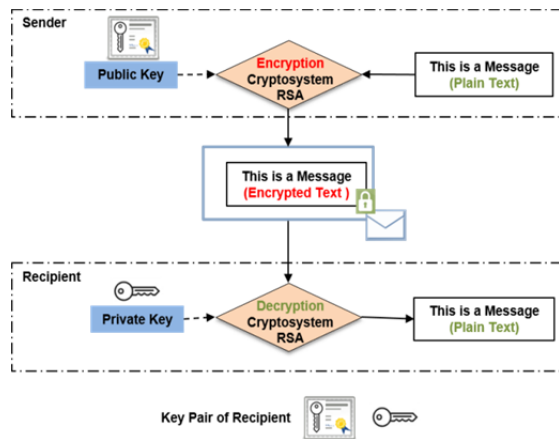 Sender
Public Key
Encryption
Cryptosystem
RSA
This is a Message
(Plain Text)
This is a Message
(Encrypted Text )
Recipient
Private Key
Decryption
Cryptosystem
RSA
This is a Message
(Plain Text)
Key Pair of Recipient